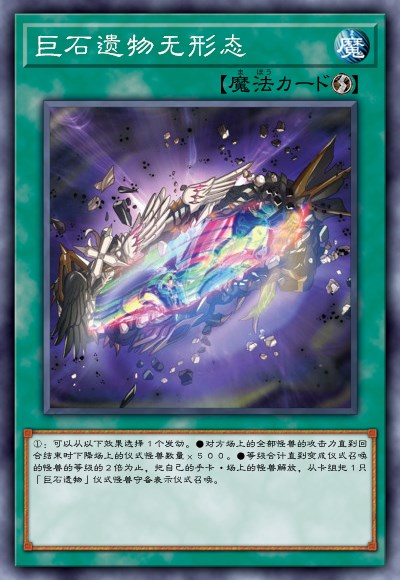 巨石遗物无形态
魔
【魔法カード】
まほう
①:可以从以下效果选择1个发动。●对方场上的全部怪兽的攻击力直到回
合结束时下降场上的仪式怪兽数量×500。●等级合计直到变成仪式召唤
的怪兽的等级的2倍为止,把自己的手卡·场上的怪兽解放,从卡组把1只
「巨石遗物」仪式怪兽守备表示仪式召唤。